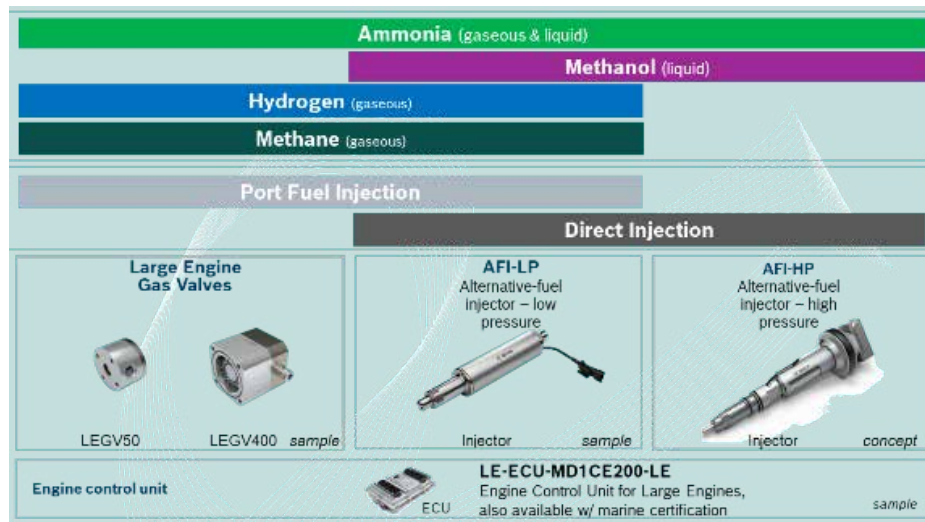 Ammonia (gaseous & liquid)
Methanol (liquid)
Hydrogen (gaseous)
Methane (gaseous)
Port Fuel Injection
Direct Injection
Large Engine
Gas Valves
LEGV50
LEGV400
sample
AFI-LP
Alternative-fuel
injector – low
pressure
Injector
sample
AFI-HP
Alternative-fuel
injector – high
pressure
Injector
concept
Engine control unit
ECU
LE-ECU-MD1CE200-LE
Engine Control Unit for Large Engines,
also available w/ marine certification
sample